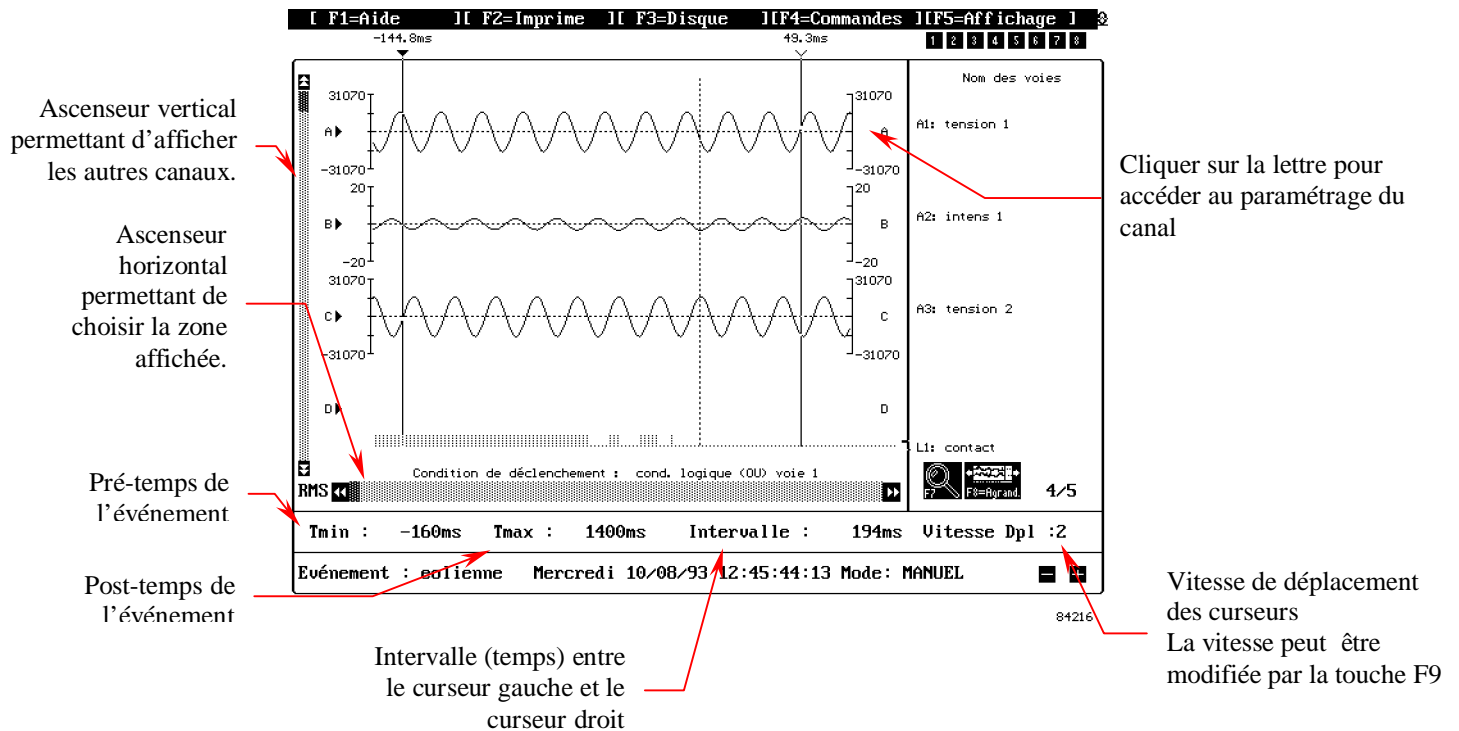 [ F1=Aide ][ F2=Imprime ][ F3=Disque ][F4=Commandes ][F5=Affichage ]
-144.8ms 49.3ms 1 2 3 4 5 6 7 8
Nom des voies
31070 31070
A A A1: tension 1
-31070 -31070
20 20
B B A2: intens 1
-20 -20
31070 31070
C C A3: tension 2
-31070 -31070
D D
L1: contact
Condition de déclenchement : cond. logique (OU) voie 1
RMS F7 F8=Agrand. 4/5
Tmin : -160ms Tmax : 1400ms Intervalle : 194ms Vitesse Dpl :2
Evénement : eolienne Mercredi 10/08/93 12:45:44:13 Mode: MANUEL - +
84216
Ascenseur vertical
permettant d’afficher
les autres canaux.
Ascenseur
horizontal
permettant de
choisir la zone
affichée.
Pré-temps de
l’événement
Post-temps de
l’événement
Intervalle (temps) entre
le curseur gauche et le
curseur droit
Cliquer sur la lettre pour
accéder au paramétrage du
canal
Vitesse de déplacement
des curseurs
La vitesse peut être
modifiée par la touche F9